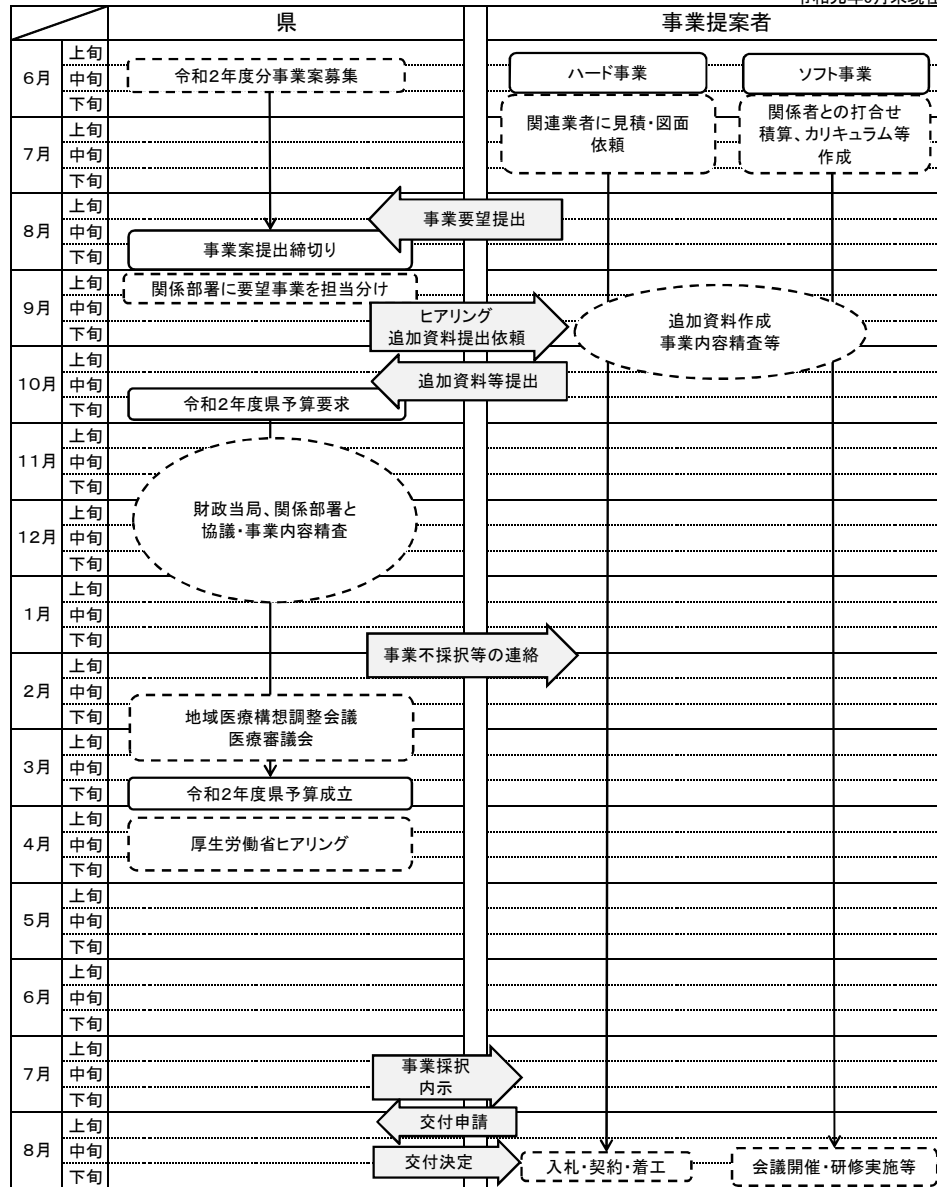 県
事業提案者
6月
上旬
中旬
下旬
令和2年度分事業案募集
ハード事業
ソフト事業
関連業者に見積・図面
依頼
関係者との打合せ
積算、カリキュラム等
作成
7月
上旬
中旬
下旬
8月
上旬
中旬
下旬
事業要望提出
事業案提出締切り
9月
上旬
中旬
下旬
関係部署に要望事業を担当分け
ヒアリング
追加資料提出依頼
追加資料作成
事業内容精査等
10月
上旬
中旬
下旬
追加資料等提出
令和2年度県予算要求
11月
上旬
中旬
下旬
財政当局、関係部署と
協議・事業内容精査
12月
上旬
中旬
下旬
1月
上旬
中旬
下旬
事業不採択等の連絡
2月
上旬
中旬
下旬
地域医療構想調整会議
医療審議会
3月
上旬
中旬
下旬
令和2年度県予算成立
4月
上旬
中旬
下旬
厚生労働省ヒアリング
5月
上旬
中旬
下旬
6月
上旬
中旬
下旬
7月
上旬
中旬
下旬
事業採択
内示
8月
上旬
中旬
下旬
交付申請
交付決定
入札・契約・着工
会議開催・研修実施等